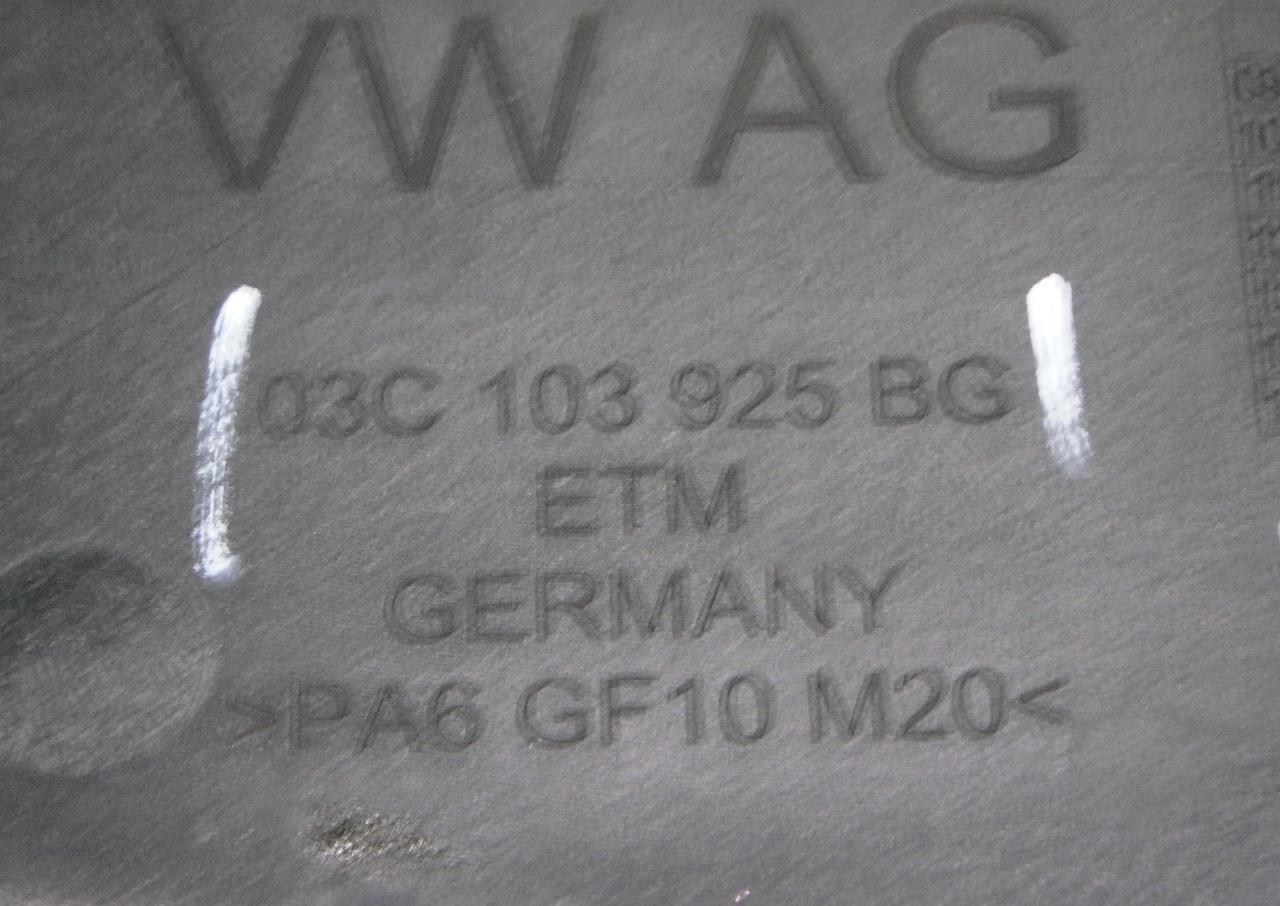 VW AG
03C 103 925 BG
ETM
GERMANY
>PA6 GF10 M20<